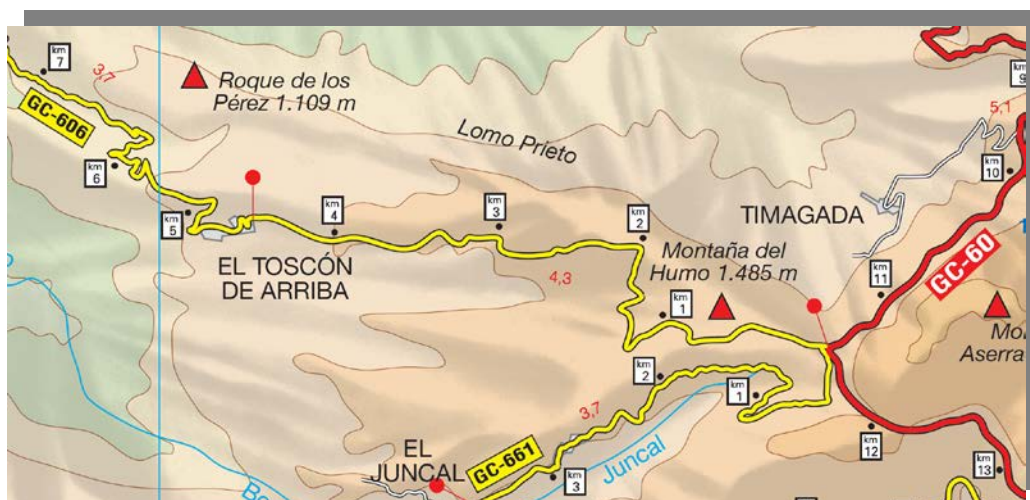 km
7
3,7
Roque de los
Pérez 1.109 m
km
9
5,1
GC-606
Lomo Prieto
km
6
km
10
km
5
km
4
km
3
km
2
TIMAGADA
EL TOSCÓN
DE ARRIBA
4,3
Montaña del
Humo 1.485 m
km
11
GC-60
km
1
Aserra
km
2
km
1
3,7
km
12
EL
JUNCAL
GC-661
km
3
Juncal
km
13